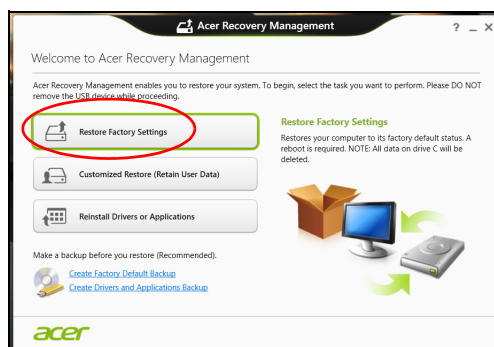 Acer Recovery Management
? _ X
Welcome to Acer Recovery Management
Acer Recovery Management enables you to restore your system. To begin, select the task you want to perform. Please DO NOT
remove the USB device while proceeding.
Restore Factory Settings
Customized Restore (Retain User Data)
Reinstall Drivers or Applications
Restore Factory Settings
Restores your computer to its factory default status. A
reboot is required. NOTE: All data on drive C will be
deleted.
Make a backup before you restore (Recommended).
Create Factory Default Backup
Create Drivers and Applications Backup
acer